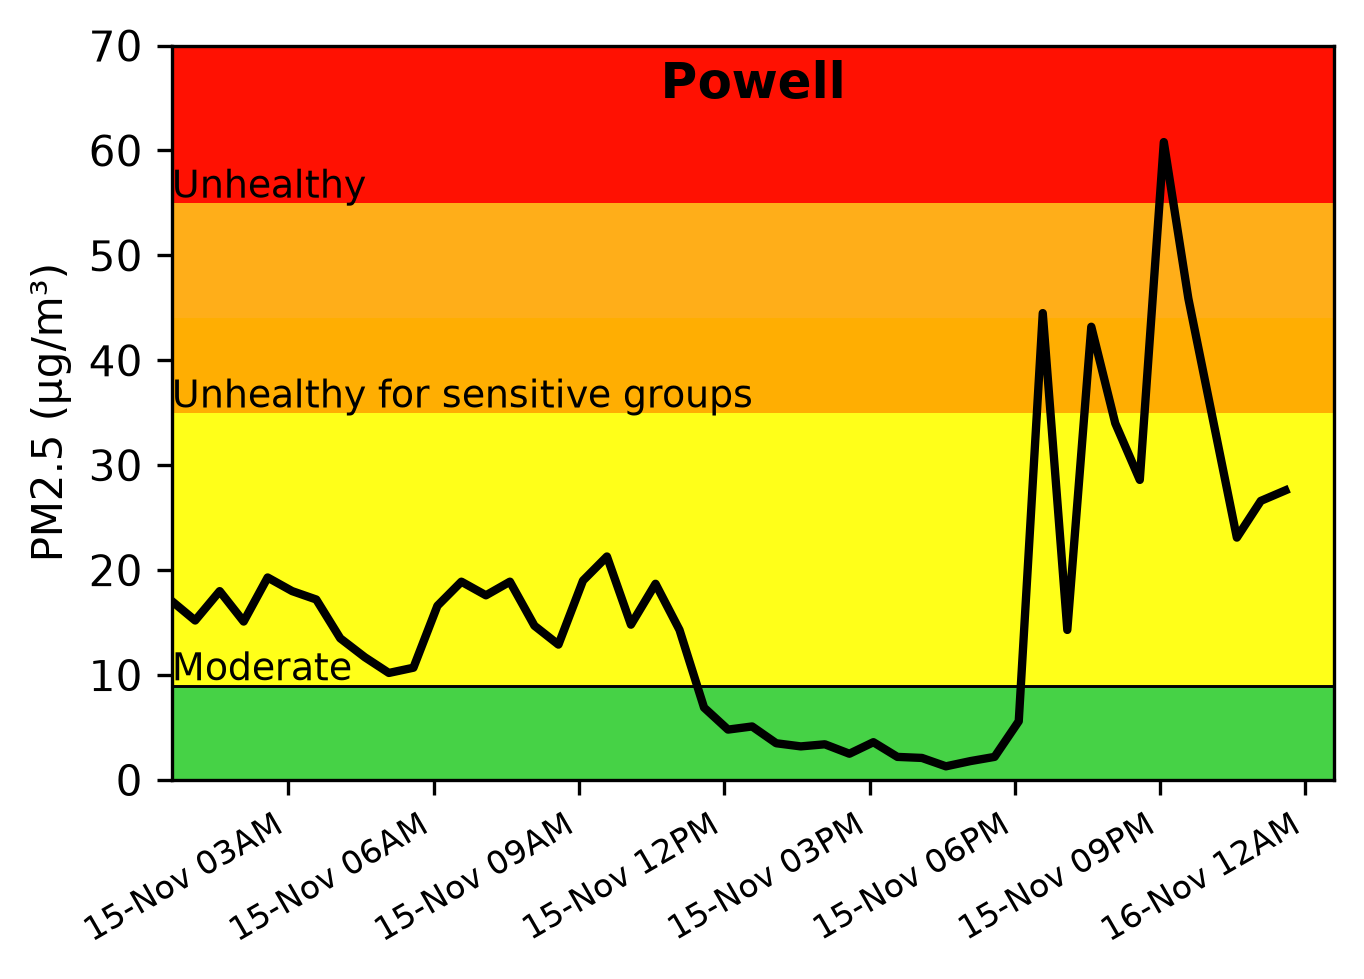 Powell
70
60
50
40
30
20
10
0
PM2.5 (µg/m³)
Unhealthy
Unhealthy for sensitive groups
Moderate
15-Nov 03AM
15-Nov 06AM
15-Nov 09AM
15-Nov 12PM
15-Nov 03PM
15-Nov 06PM
15-Nov 09PM
16-Nov 12AM